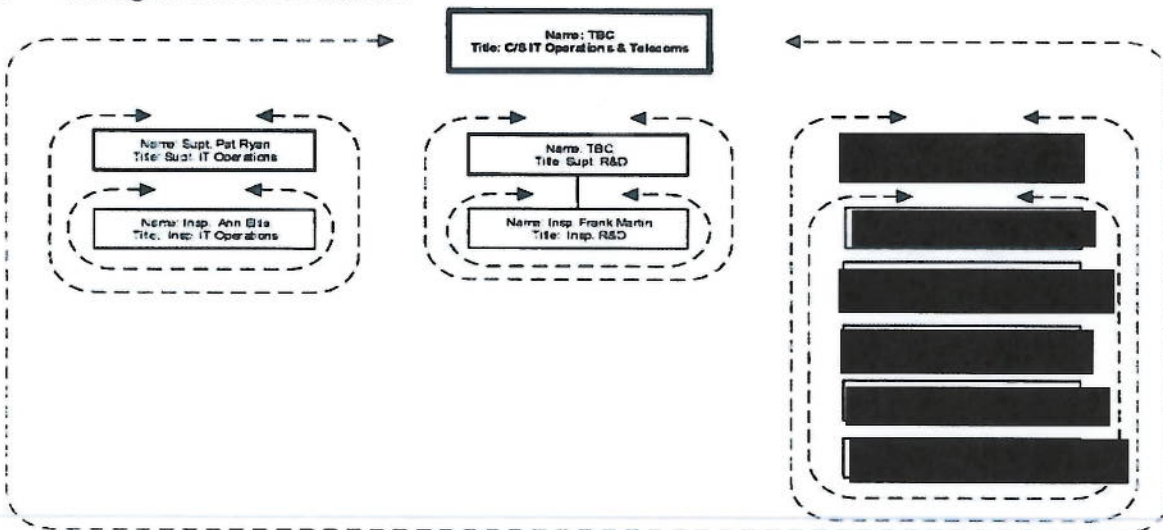 Name: TBC
Title: C/S IT Operations & Telecoms
Name: Supt. Pat Ryan
Title: Supt. IT Operations
Name: TBC
Title: Supt. R&D
Name: Insp. Ann
Title: Insp. IT Operations
Name: Insp. Frank Martin
Title: Insp. R&D